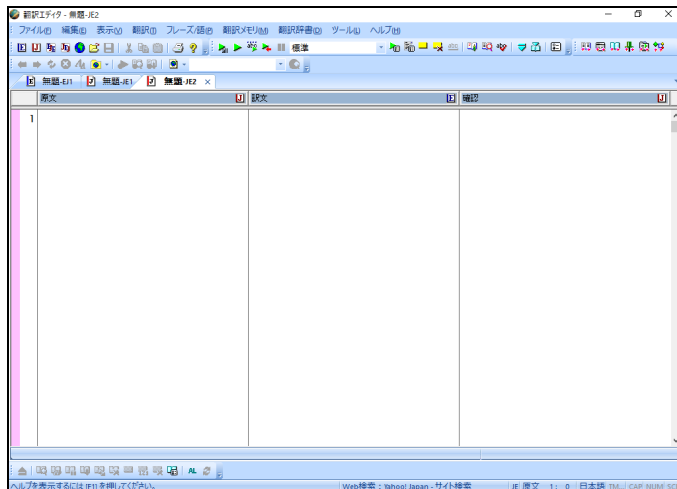 翻訳エディタ - 無題-JE2
ファイル(F) 編集(E) 表示(V) 翻訳(T) フレーズ/語(P) 翻訳メモリ(M) 翻訳辞書(D) ツール(L) ヘルプ(H)
標準
無題-EJ1 無題-JE1 無題-JE2 ×
原文 J 訳文 E 確認 J
1
AL
ヘルプを表示するには [F1] を押してください。 Web検索 : Yahoo! Japan - サイト検索 JE 原文 1: 0 日本語 TM CAP NUM SC